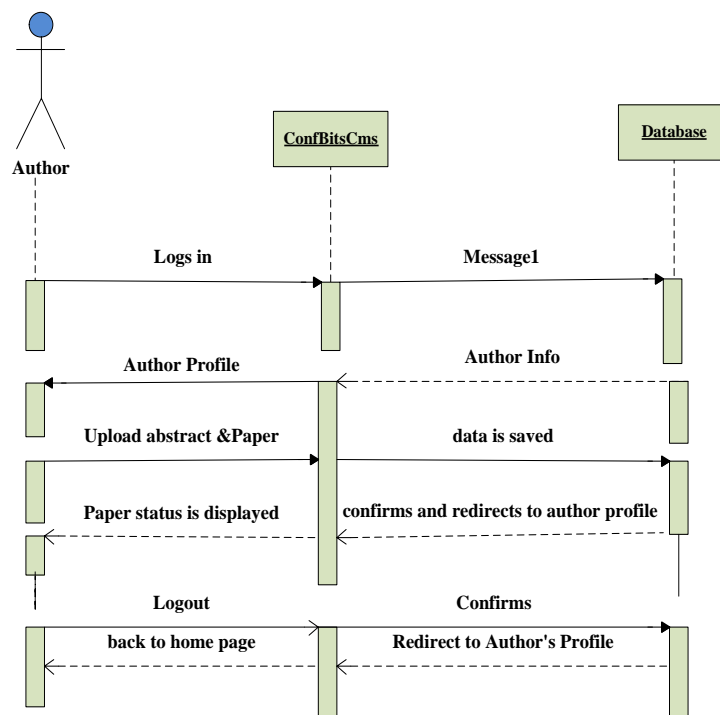 ConfBitsCms
Database
Author
Logs in
Message1
Author Profile
Author Info
Upload abstract &Paper
data is saved
Paper status is displayed
confirms and redirects to author profile
Logout
Confirms
back to home page
Redirect to Author's Profile